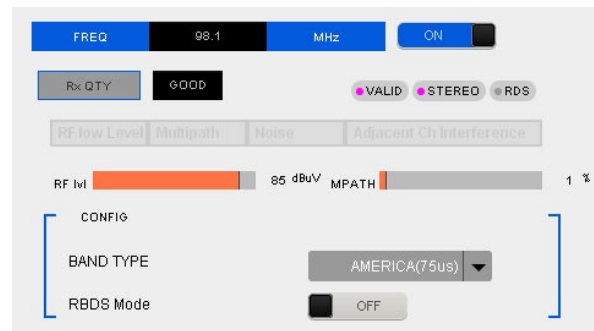 FREQ 98.1 MHz ON
Rx QTY GOOD VALID STEREO RDS
RF low Level Multipath Noise Adjacent Ch Interference
RF lvl 85 dBuV MPATH 1 %
CONFIG
BAND TYPE AMERICA(75us)
RBDS Mode OFF